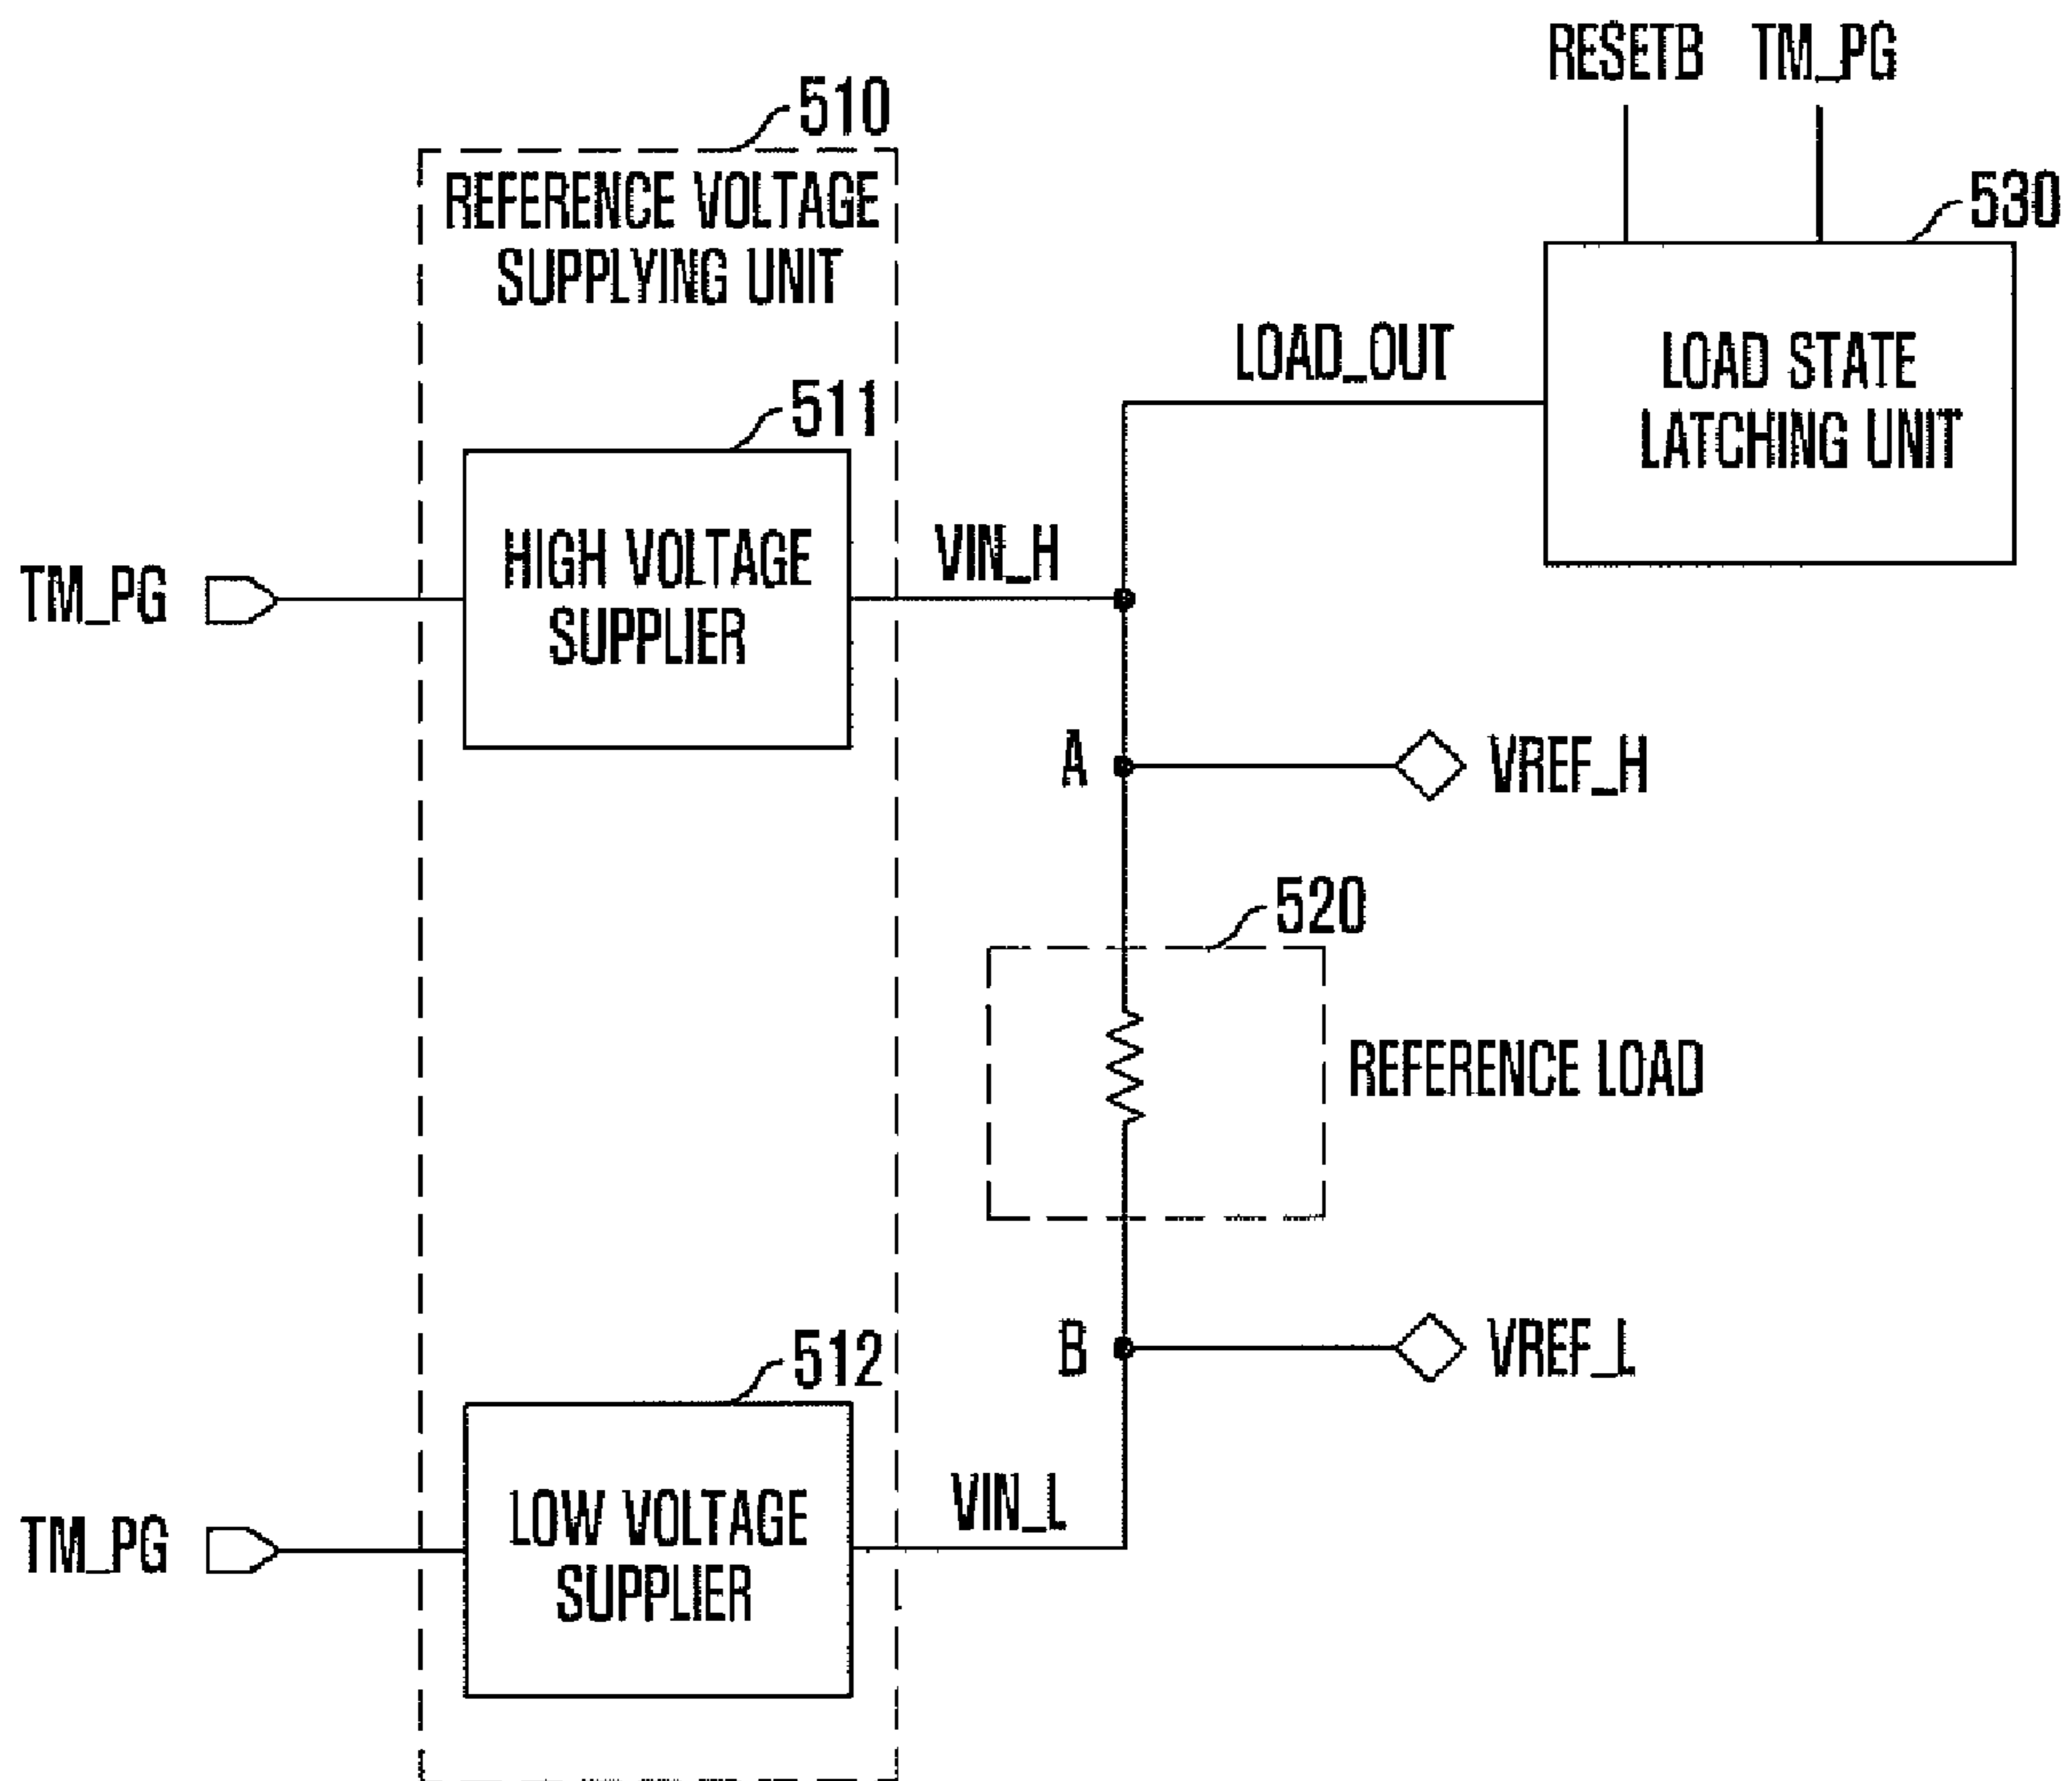 RESETB TM_PG
510
REFERENCE VOLTAGE
SUPPLYING UNIT
530
LOAD_OUT
LOAD STATE
LATCHING UNIT
511
TM_PG
HIGH VOLTAGE
SUPPLIER
VIN_H
A
VREF_H
520
REFERENCE LOAD
B
VREF_L
512
TM_PG
LOW VOLTAGE
SUPPLIER
VIN_L